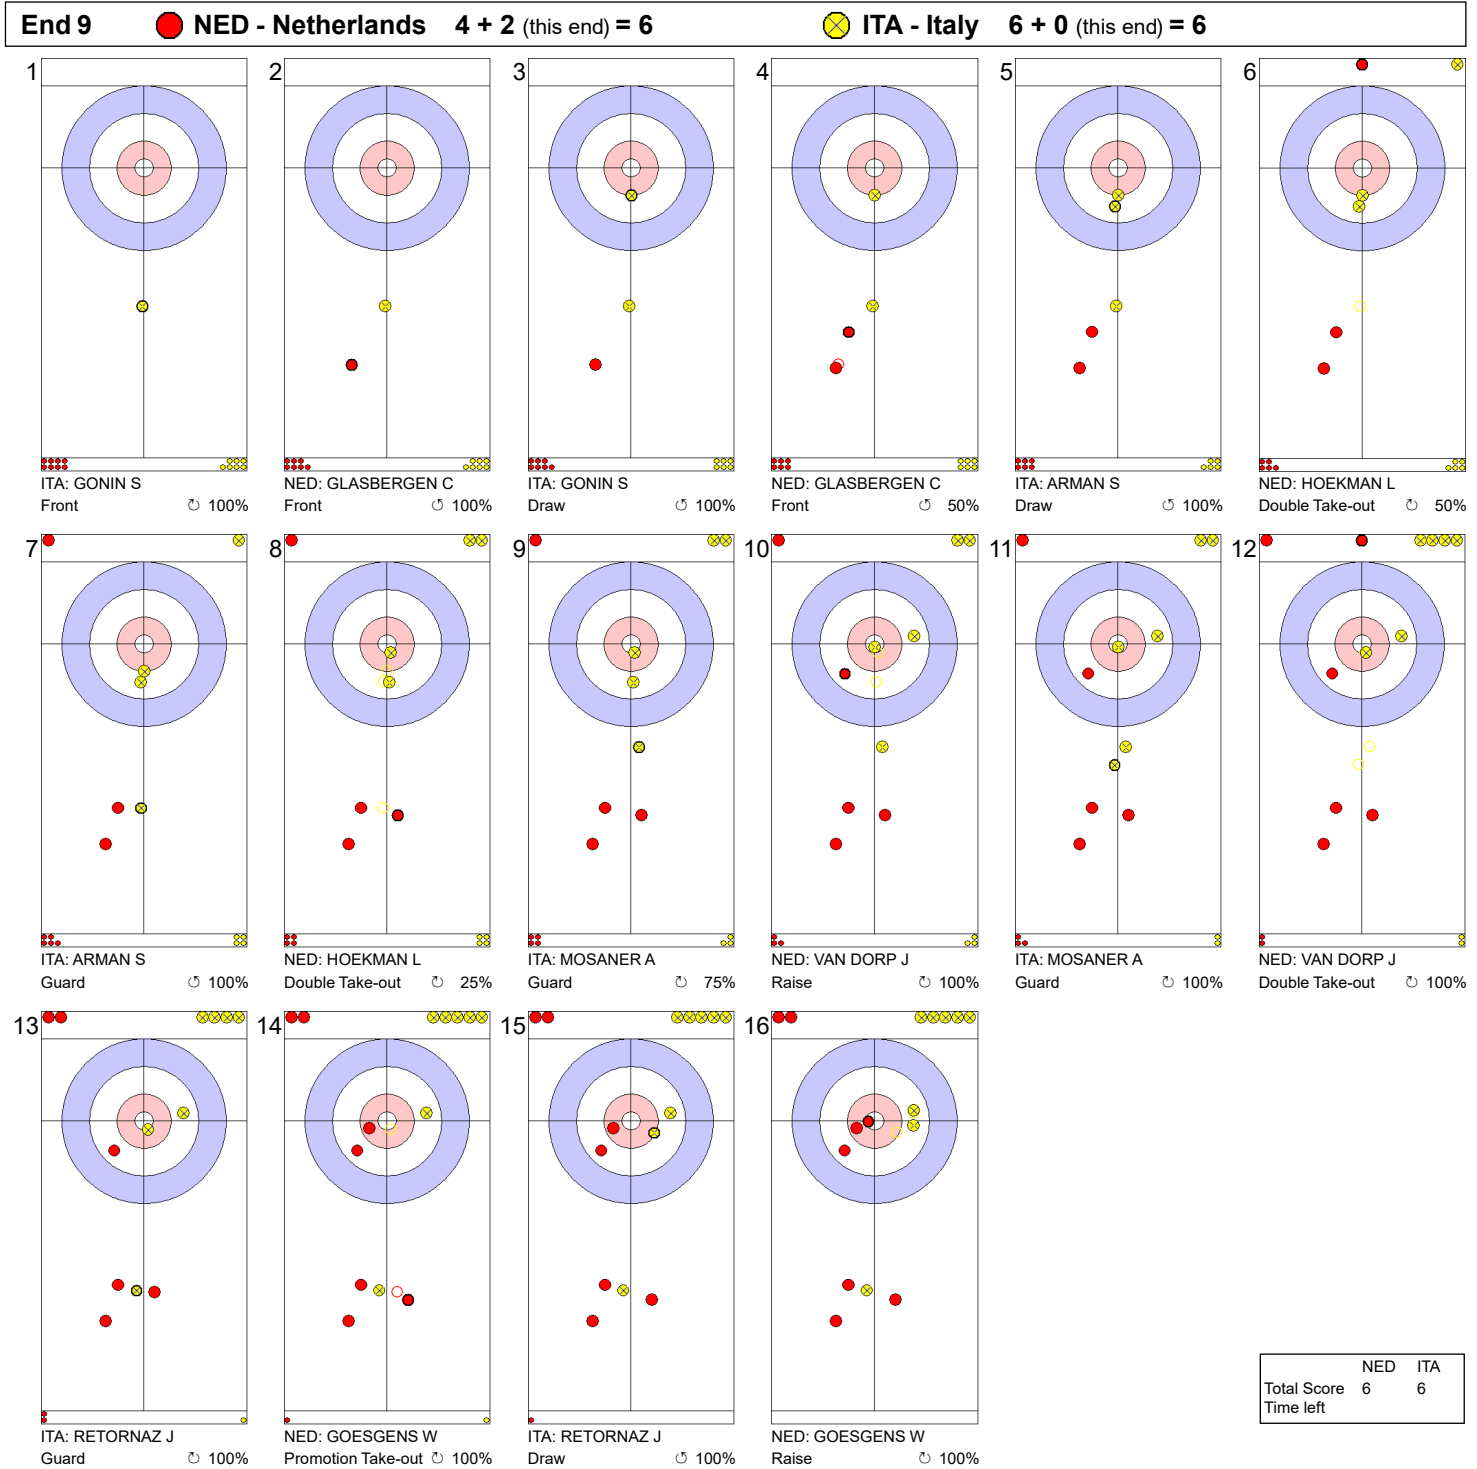 End 9 NED - Netherlands 4 + 2 (this end) = 6 ITA - Italy 6 + 0 (this end) = 6
1 2 3 4 5 6
ITA: GONIN S NED: GLASBERGEN C ITA: GONIN S NED: GLASBERGEN C ITA: ARMAN S NED: HOEKMAN L
Front ↻ 100% Front ↺ 100% Draw ↺ 100% Front ↺ 50% Draw ↺ 100% Double Take-out ↻ 50%
7 8 9 10 11 12
ITA: ARMAN S NED: HOEKMAN L ITA: MOSANER A NED: VAN DORP J ITA: MOSANER A NED: VAN DORP J
Guard ↻ 100% Double Take-out ↺ 25% Guard ↻ 75% Raise ↻ 100% Guard ↻ 100% Double Take-out ↻ 100%
13 14 15 16
ITA: RETORNAZ J NED: GOESGENS W ITA: RETORNAZ J NED: GOESGENS W
Guard ↻ 100% Promotion Take-out ↻ 100% Draw ↺ 100% Raise ↻ 100%
NED ITA
Total Score 6 6
Time left